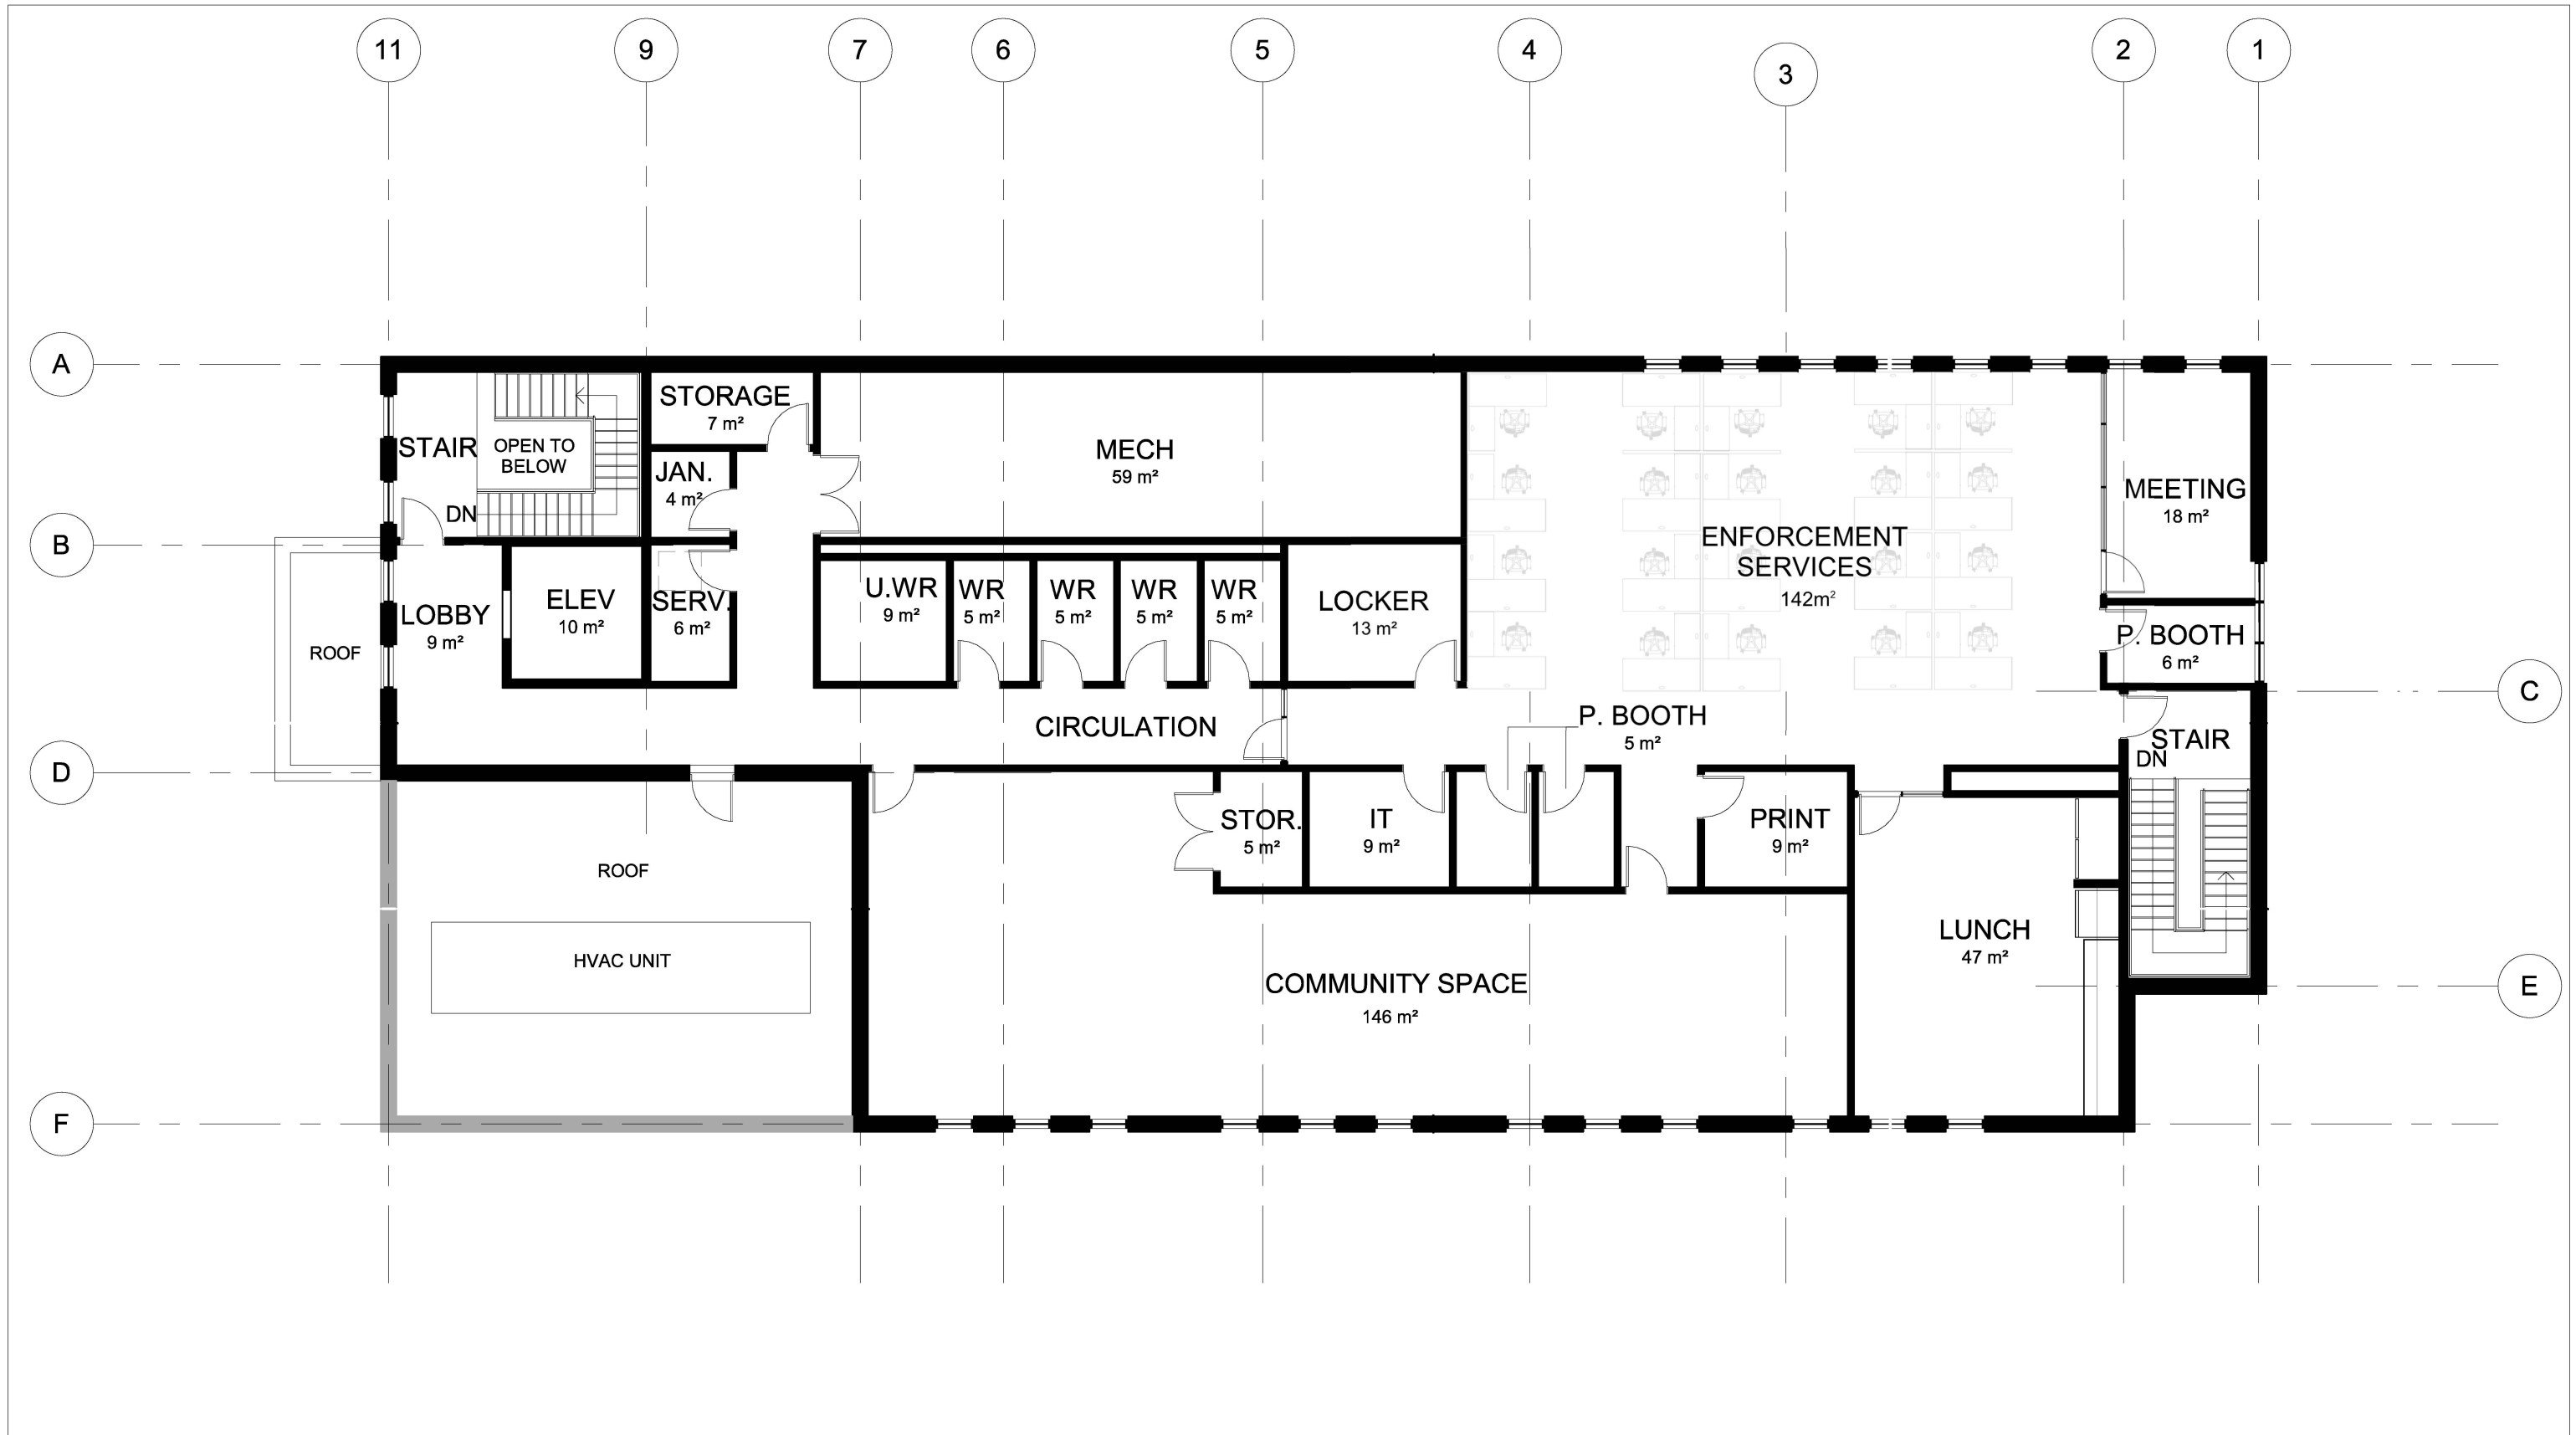 11
9
7
6
5
4
3
2
1
A
B
C
D
E
F
STAIR
OPEN TO
BELOW
DN
STORAGE
7 m²
JAN.
4 m²
MECH
59 m²
ENFORCEMENT
SERVICES
142m²
MEETING
18 m²
ROOF
LOBBY
9 m²
ELEV
10 m²
SERV.
6 m²
U.WR
9 m²
WR
5 m²
WR
5 m²
WR
5 m²
WR
5 m²
LOCKER
13 m²
P. BOOTH
6 m²
CIRCULATION
P. BOOTH
5 m²
STAIR
DN
STOR.
5 m²
IT
9 m²
PRINT
9 m²
ROOF
HVAC UNIT
COMMUNITY SPACE
146 m²
LUNCH
47 m²